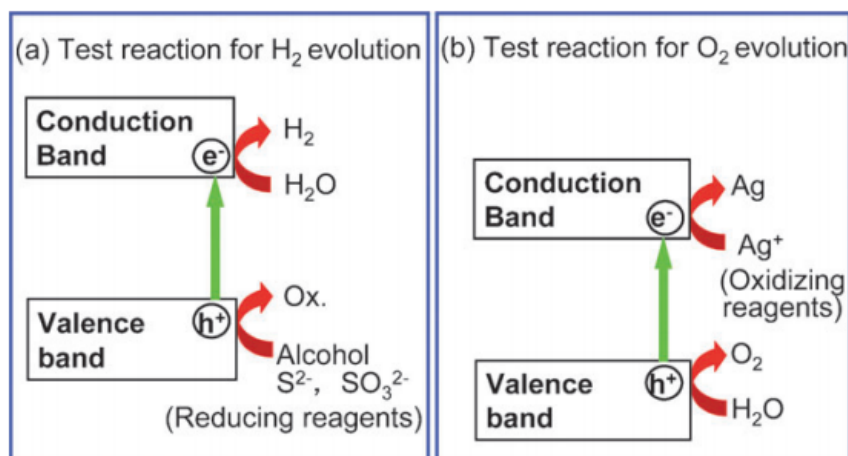 (a) Test reaction for H₂ evolution
Conduction
Band
e⁻
H₂
H₂O
Valence
band
h⁺
Ox.
Alcohol
S²⁻, SO₃²⁻
(Reducing reagents)
(b) Test reaction for O₂ evolution
Conduction
Band
e⁻
Ag
Ag⁺
(Oxidizing
reagents)
Valence
band
h⁺
O₂
H₂O